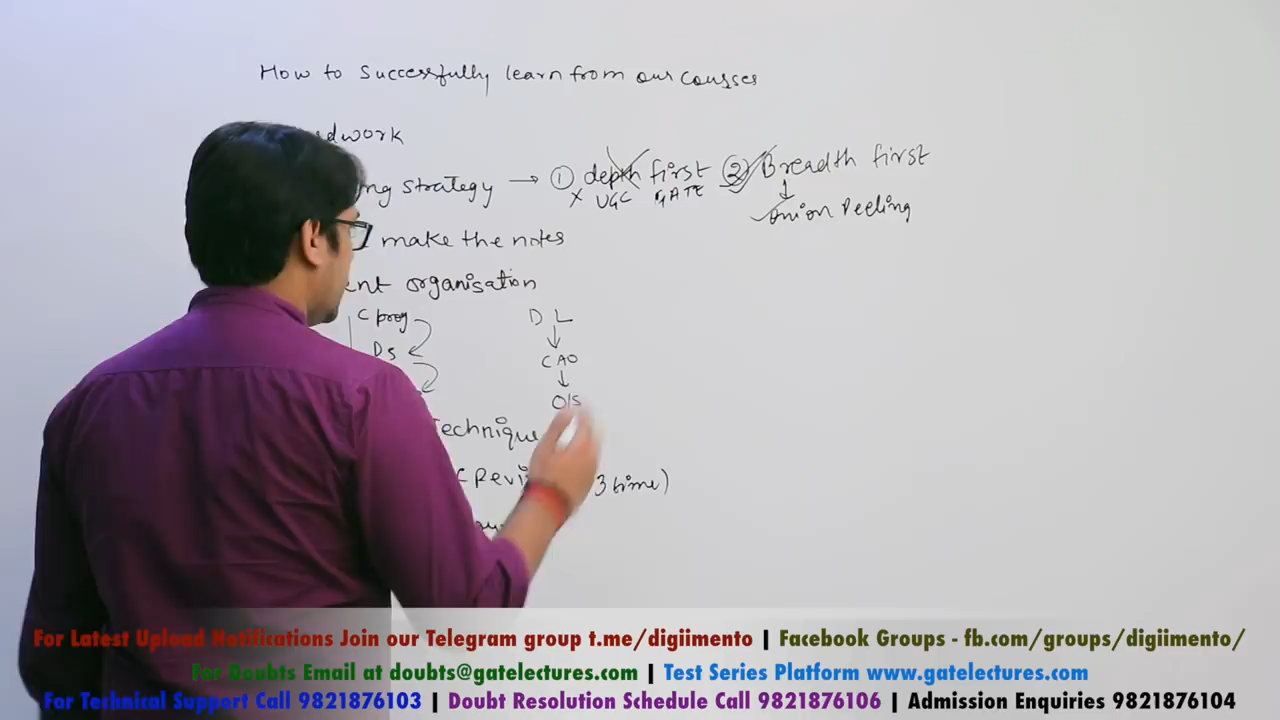 How to Successfully learn from our courses
dwork
ng strategy → ① depth first ② Breadth first
x UGC GATE
Onion Peeling
make the notes
ent organisation
C prog
D L
DS
CAO
O/S
Technique
Revi 3 time)
For Latest Upload Notifications Join our Telegram group t.me/digiimento | Facebook Groups - fb.com/groups/digiimento/
For Doubts Email at doubts@gatelectures.com | Test Series Platform www.gatelectures.com
For Technical Support Call 9821876103 | Doubt Resolution Schedule Call 9821876106 | Admission Enquiries 9821876104